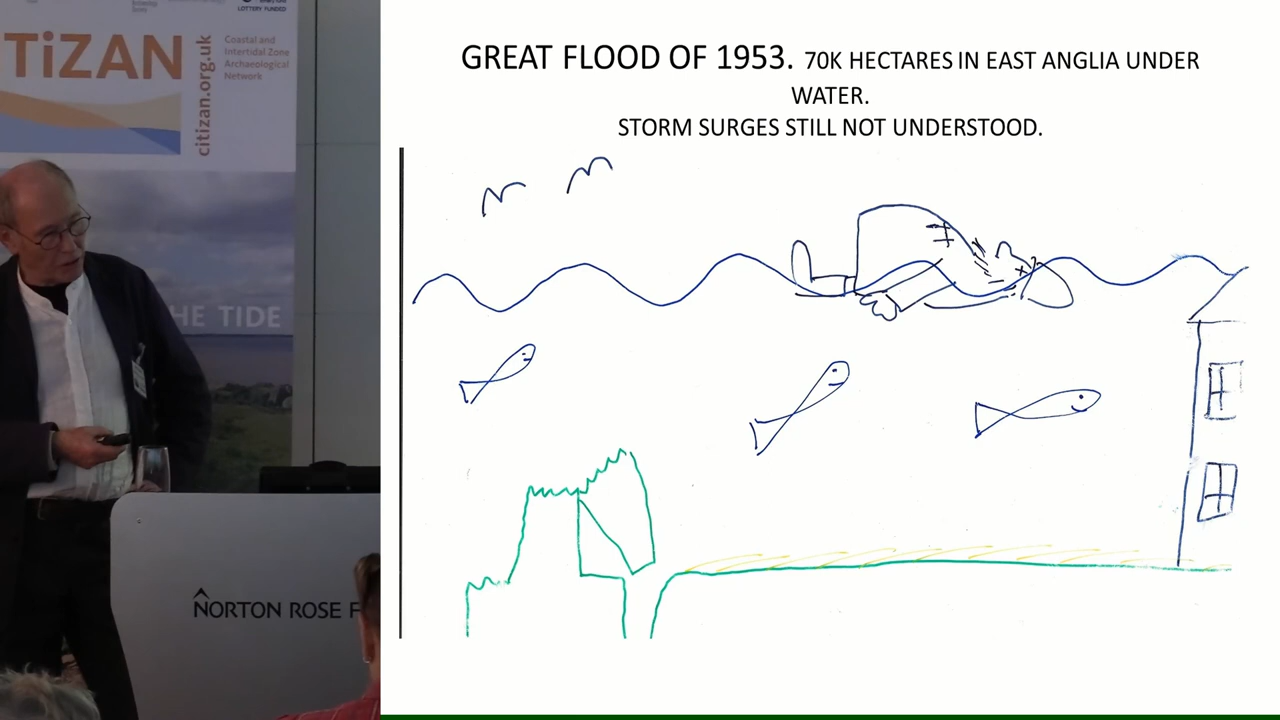 LOTTERY FUNDED
TiZAN
citizan.org.uk
Coastal and
Intertidal Zone
Archaeological
Network
HE TIDE
NORTON ROSE F
GREAT FLOOD OF 1953. 70K HECTARES IN EAST ANGLIA UNDER
WATER.
STORM SURGES STILL NOT UNDERSTOOD.